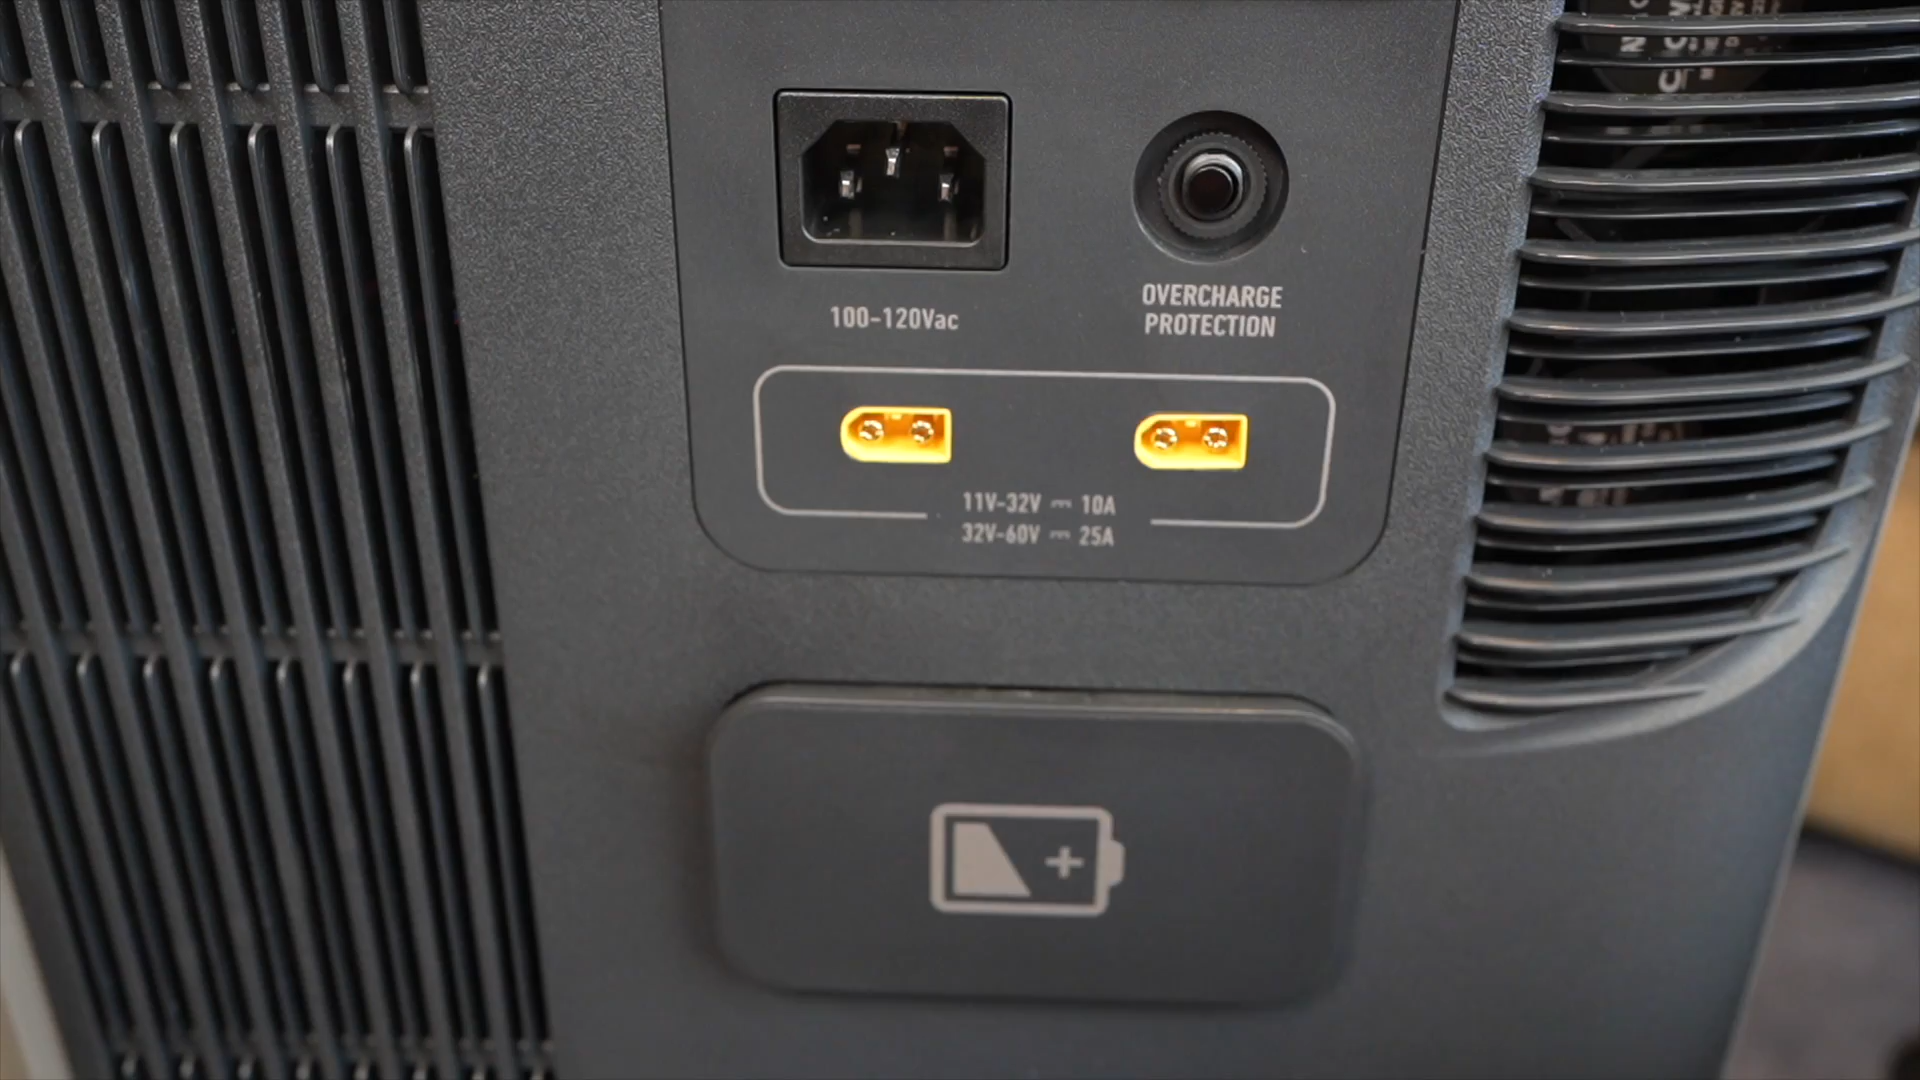 100-120Vac
OVERCHARGE
PROTECTION
11V-32V ⎓ 10A
32V-60V ⎓ 25A